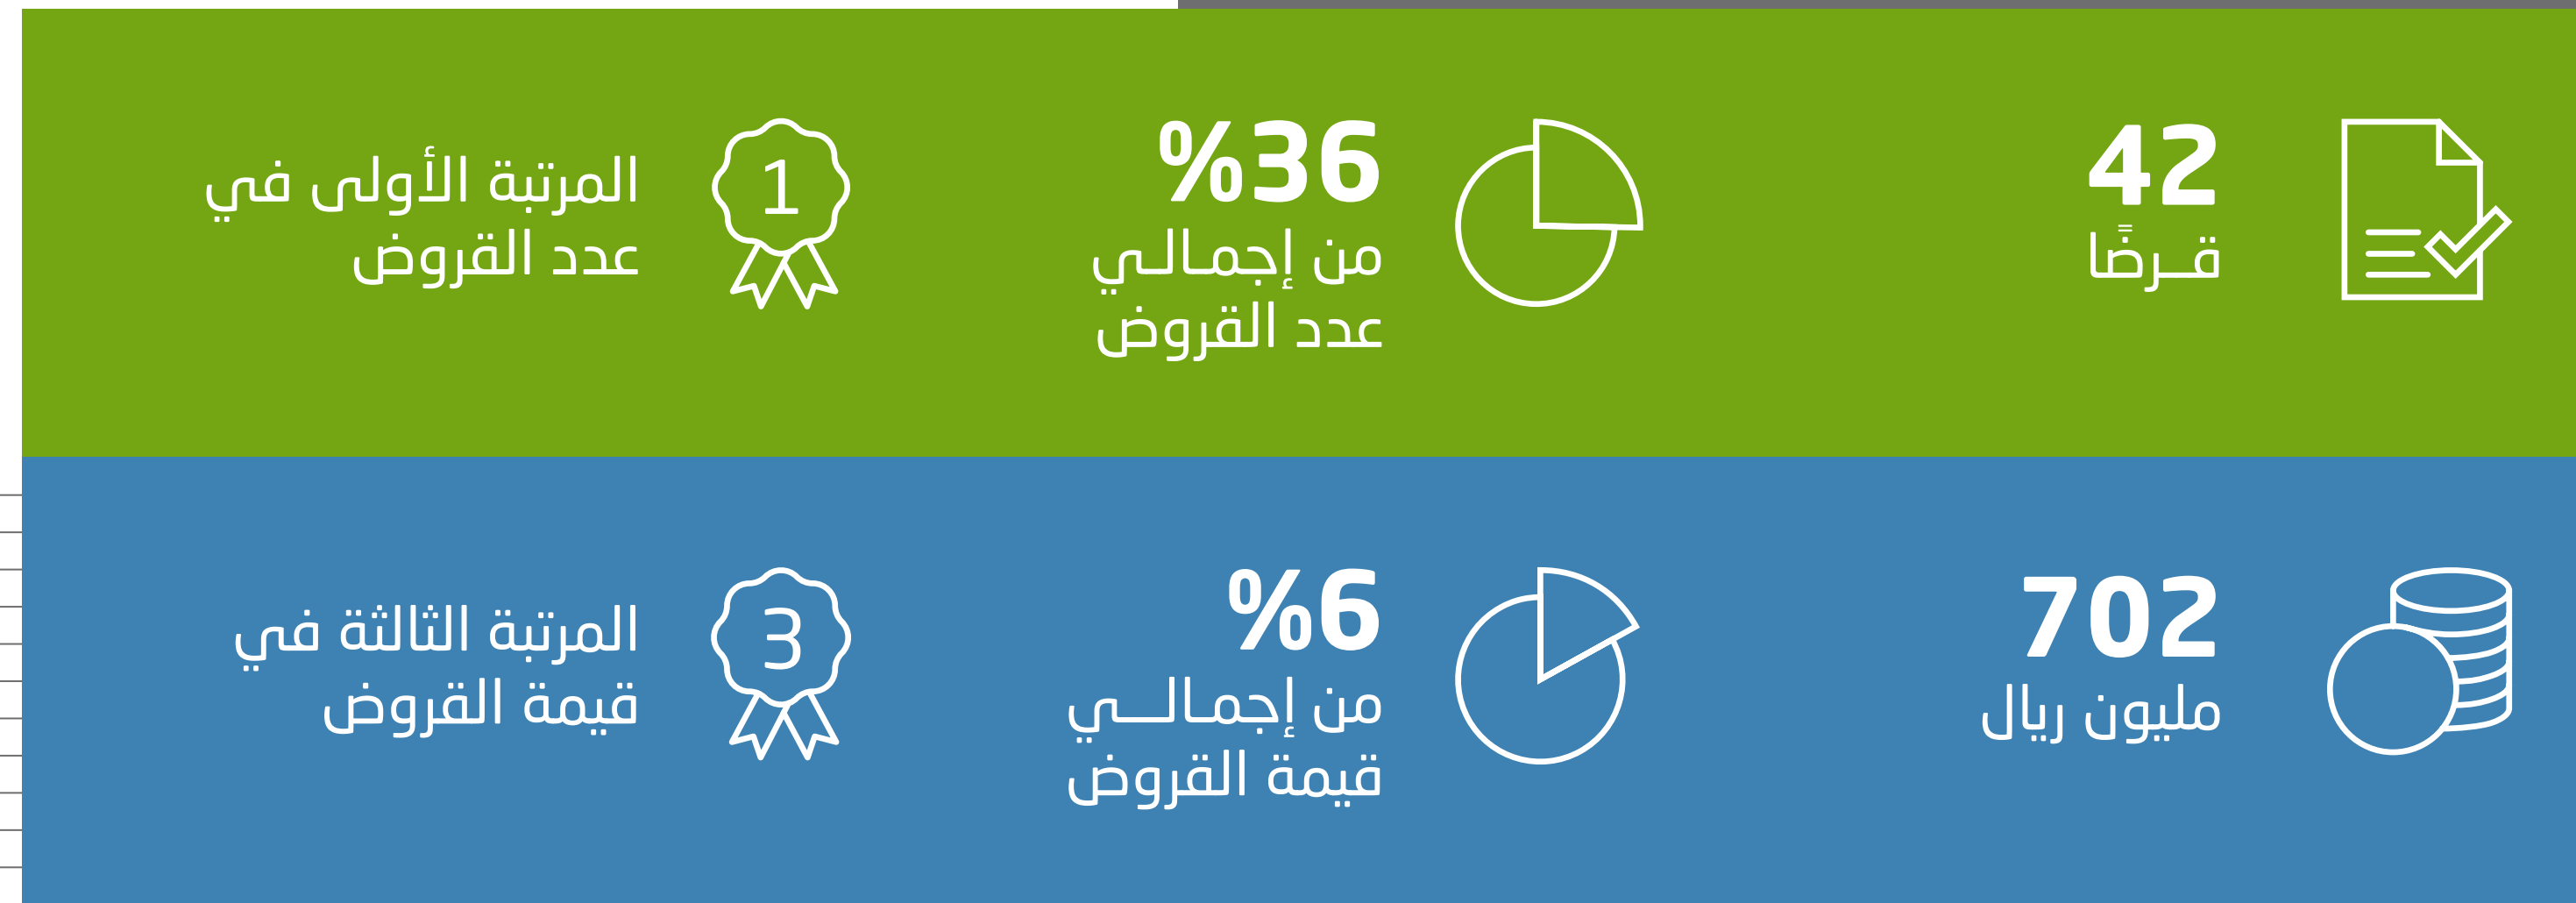 42
قـرضًا
%36
من إجمـالـي
عدد القروض
1
المرتبة الأولى في
عدد القروض
702
مليون ريال
%6
من إجمـالــي
قيمة القروض
3
المرتبة الثالثة في
قيمة القروض